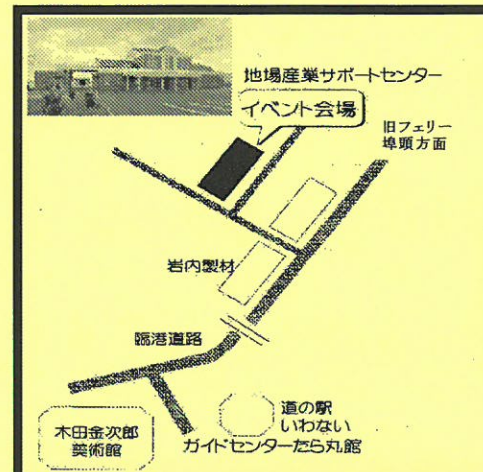 地場産業サポートセンター
イベント会場
旧フェリー
埠頭方面
岩内製材
臨港道路
道の駅
いわない
ガイドセンターたら丸館
木田金次郎
美術館